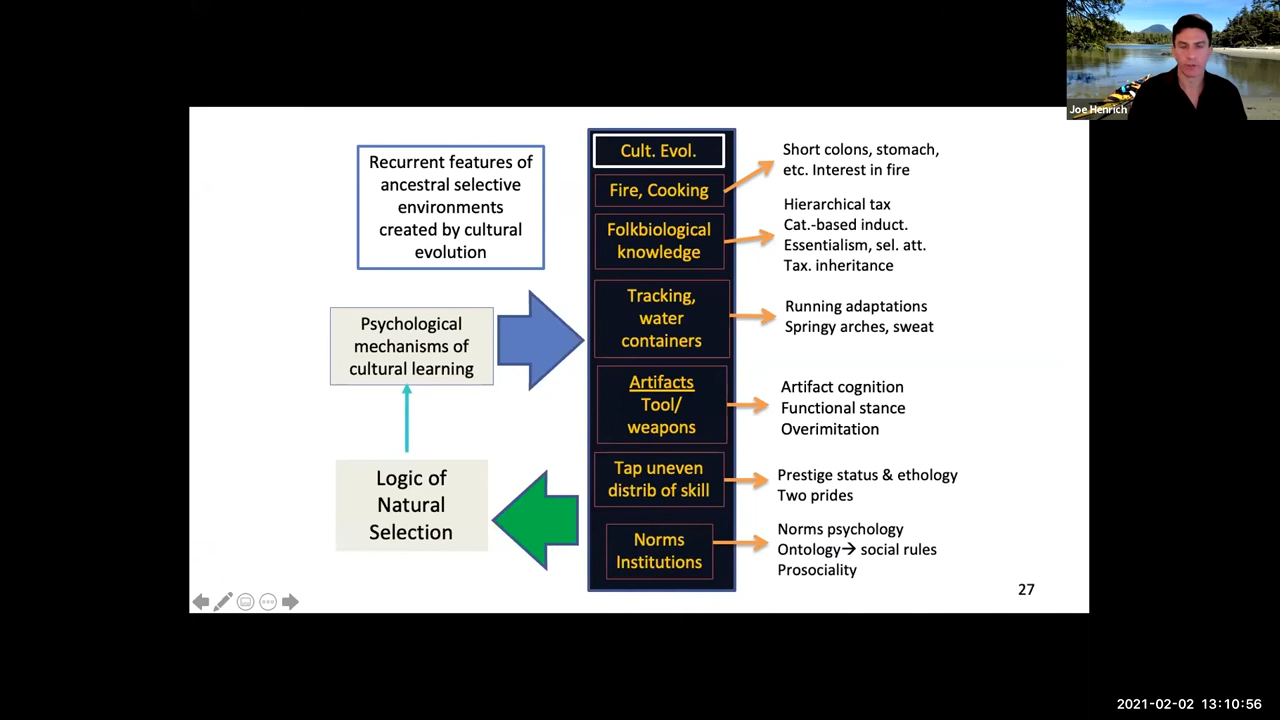 Joe Henrich
Recurrent features of
ancestral selective
environments
created by cultural
evolution
Psychological
mechanisms of
cultural learning
Logic of
Natural
Selection
Cult. Evol.
Fire, Cooking
Folkbiological
knowledge
Tracking,
water
containers
Artifacts
Tool/
weapons
Tap uneven
distrib of skill
Norms
Institutions
Short colons, stomach,
etc. Interest in fire
Hierarchical tax
Cat.-based induct.
Essentialism, sel. att.
Tax. inheritance
Running adaptations
Springy arches, sweat
Artifact cognition
Functional stance
Overimitation
Prestige status & ethology
Two prides
Norms psychology
Ontology→ social rules
Prosociality
27
2021-02-02 13:10:56